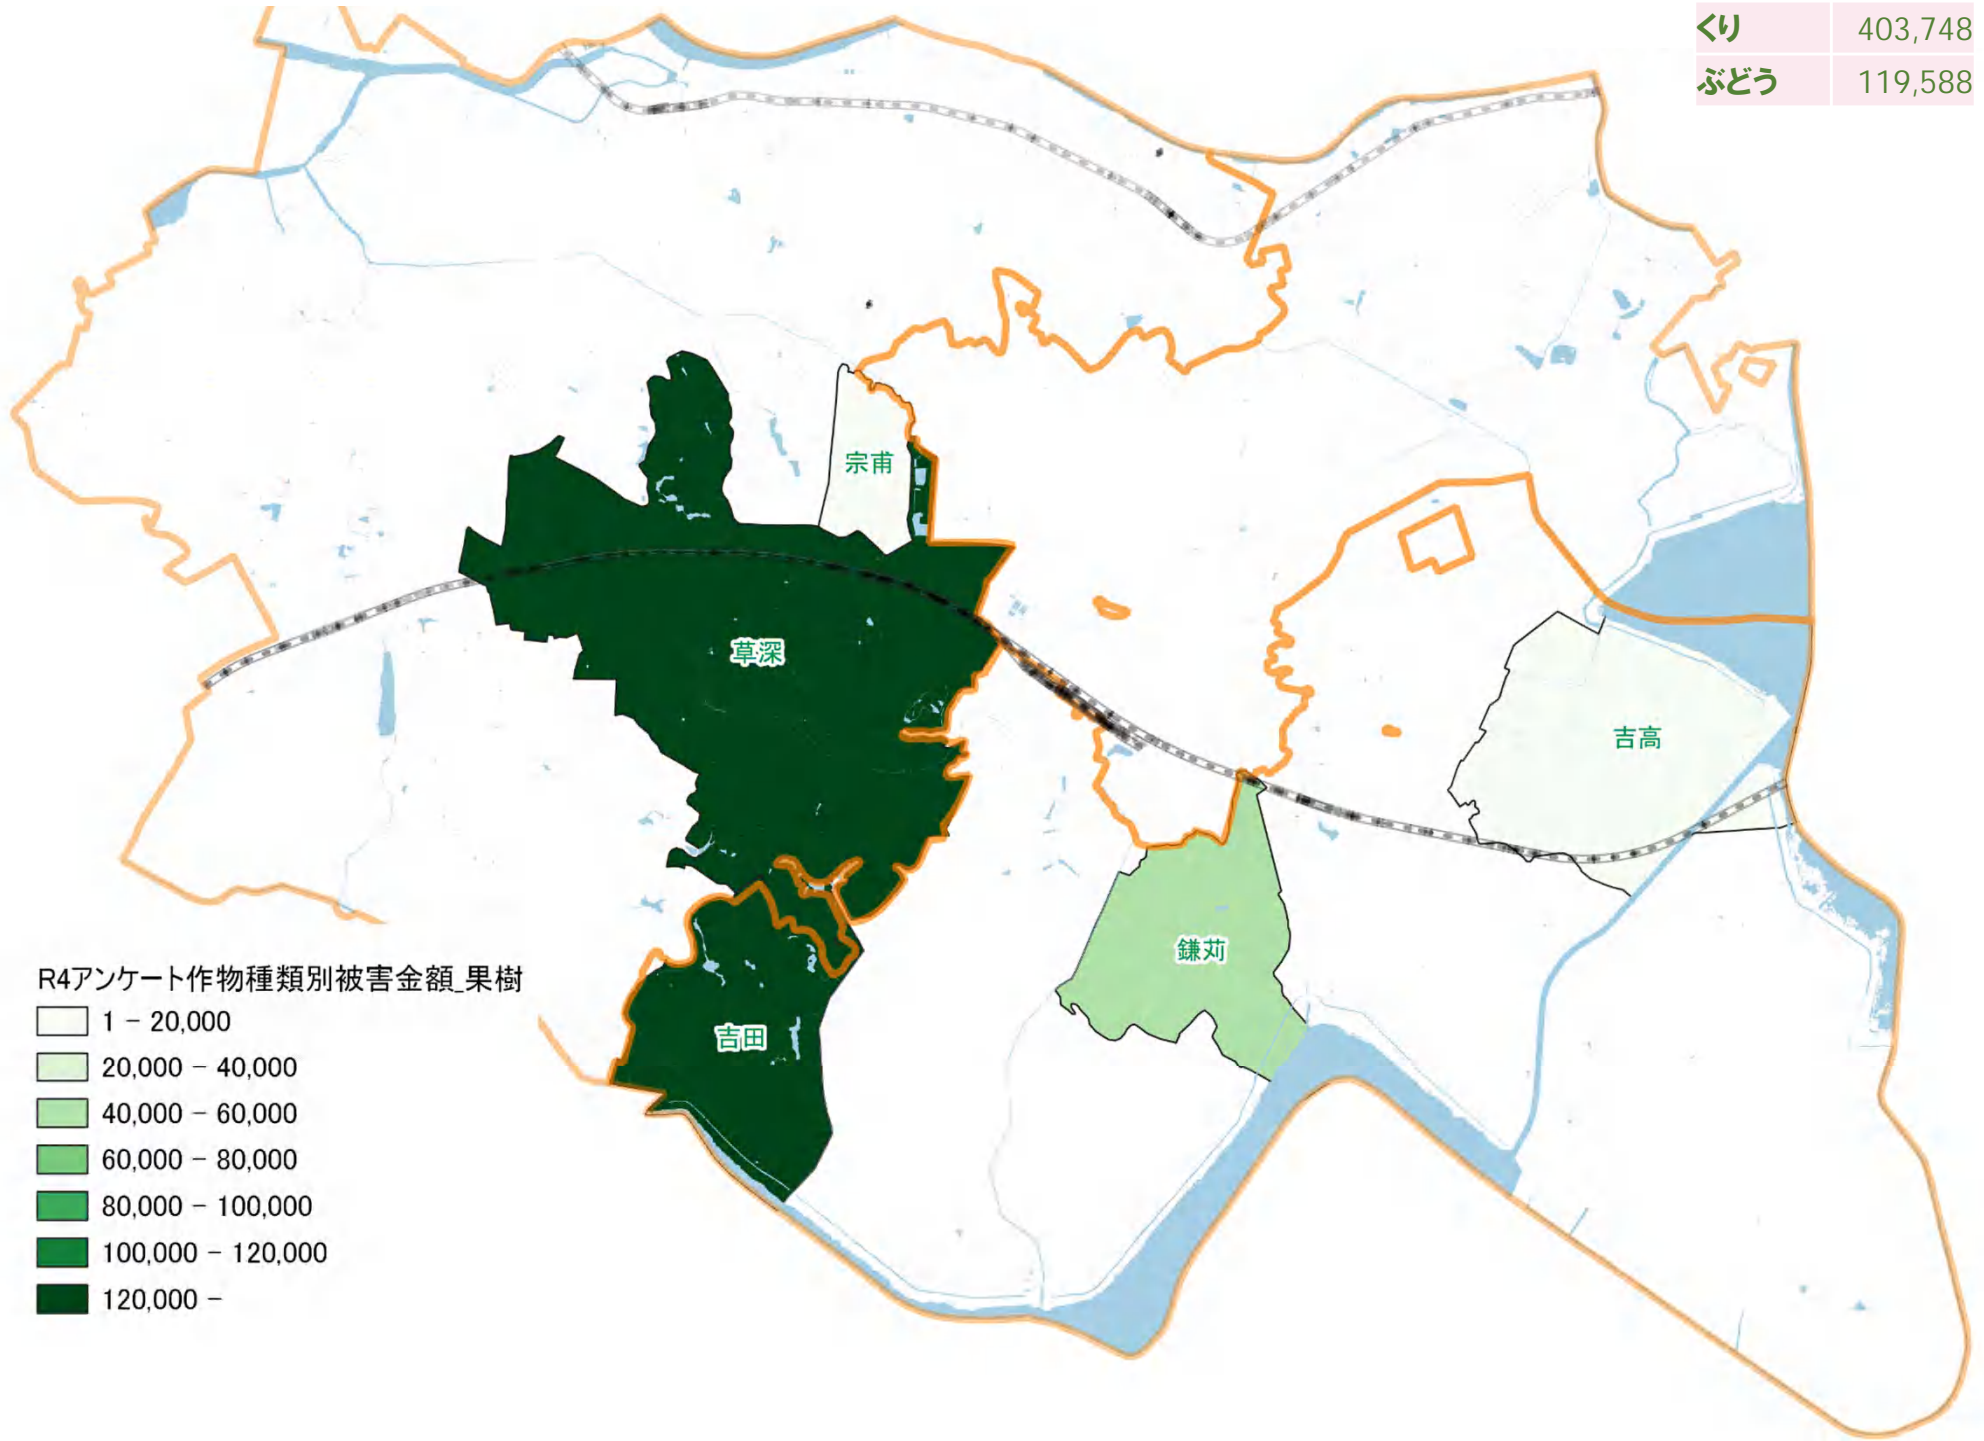 くり 403,748
ぶどう 119,588
宗甫
草深
吉高
鎌苅
吉田
R4アンケート作物種類別被害金額_果樹
1 - 20,000
20,000 - 40,000
40,000 - 60,000
60,000 - 80,000
80,000 - 100,000
100,000 - 120,000
120,000 -